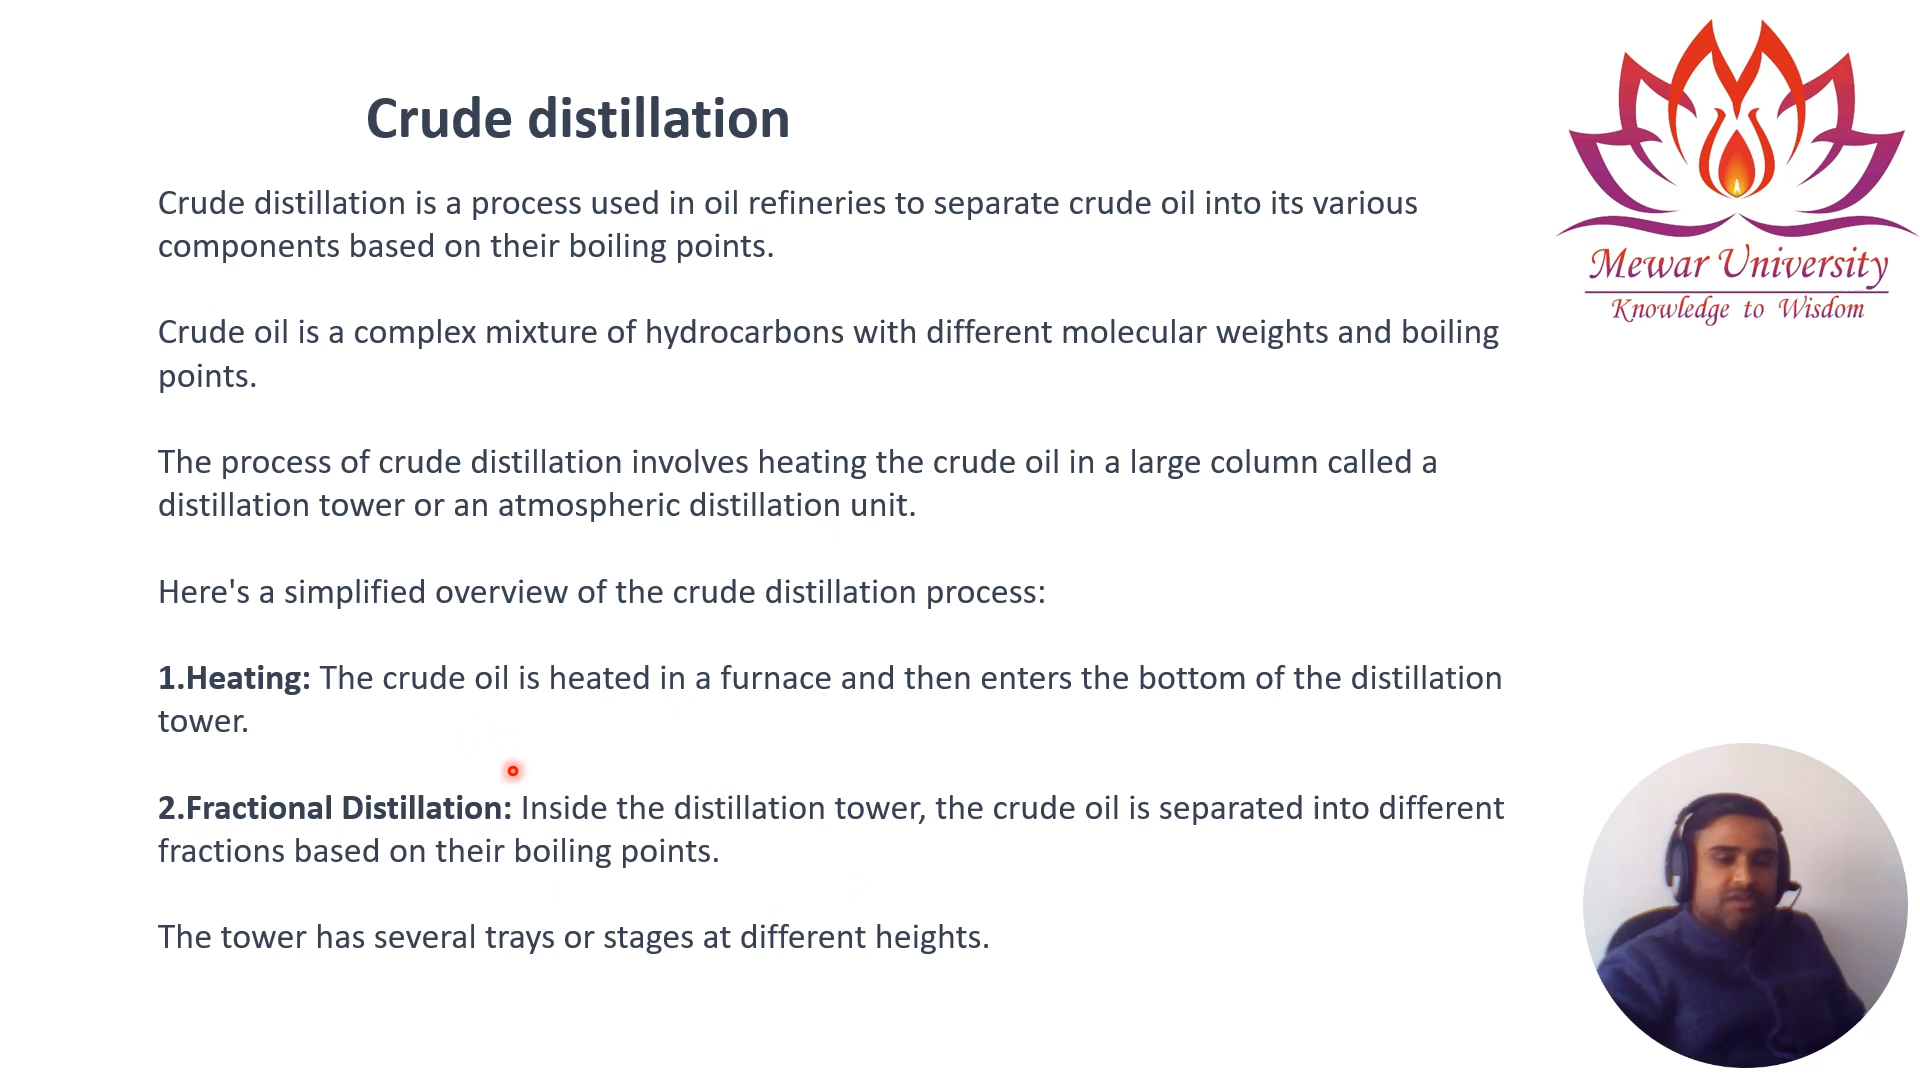 Crude distillation
Crude distillation is a process used in oil refineries to separate crude oil into its various
components based on their boiling points.
Crude oil is a complex mixture of hydrocarbons with different molecular weights and boiling
points.
The process of crude distillation involves heating the crude oil in a large column called a
distillation tower or an atmospheric distillation unit.
Here's a simplified overview of the crude distillation process:
1.Heating: The crude oil is heated in a furnace and then enters the bottom of the distillation
tower.
2.Fractional Distillation: Inside the distillation tower, the crude oil is separated into different
fractions based on their boiling points.
The tower has several trays or stages at different heights.
Mewar University
Knowledge to Wisdom